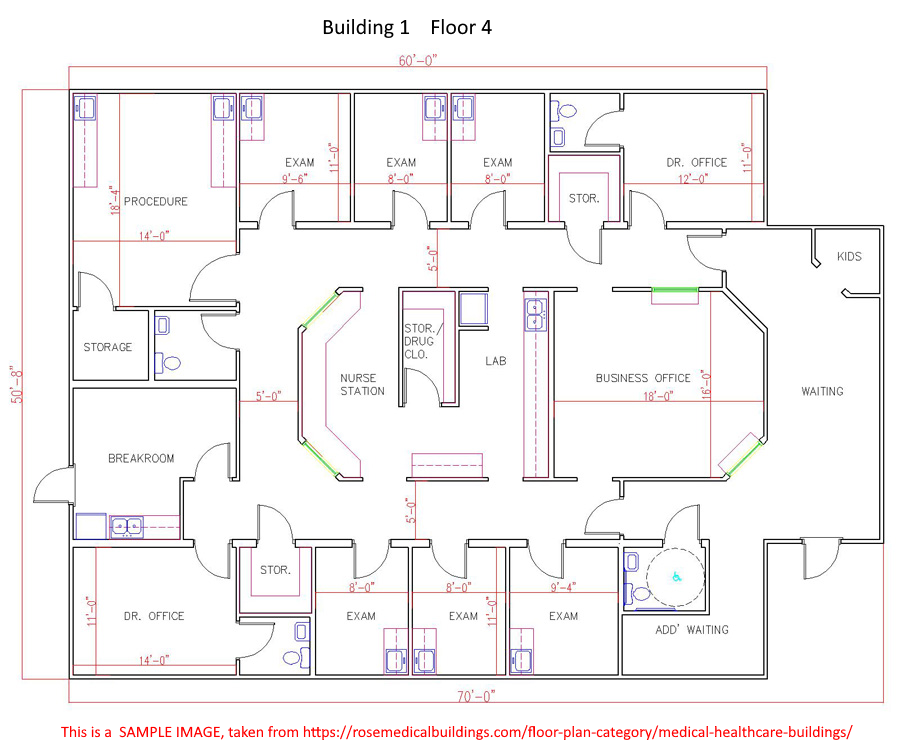 Building 1    Floor 4
60'-0"
50'-8"
PROCEDURE
18'-4"
14'-0"
EXAM
9'-6"
11'-0"
EXAM
8'-0"
EXAM
8'-0"
STOR.
DR. OFFICE
12'-0"
11'-0"
5'-0"
KIDS
STORAGE
5'-0"
NURSE
STATION
STOR./
DRUG
CLO.
LAB
BUSINESS OFFICE
18'-0"
16'-0"
WAITING
BREAKROOM
5'-0"
DR. OFFICE
11'-0"
14'-0"
STOR.
8'-0"
EXAM
8'-0"
EXAM
11'-0"
9'-4"
EXAM
ADD' WAITING
70'-0"
This is a  SAMPLE IMAGE, taken from https://rosemedicalbuildings.com/floor-plan-category/medical-healthcare-buildings/